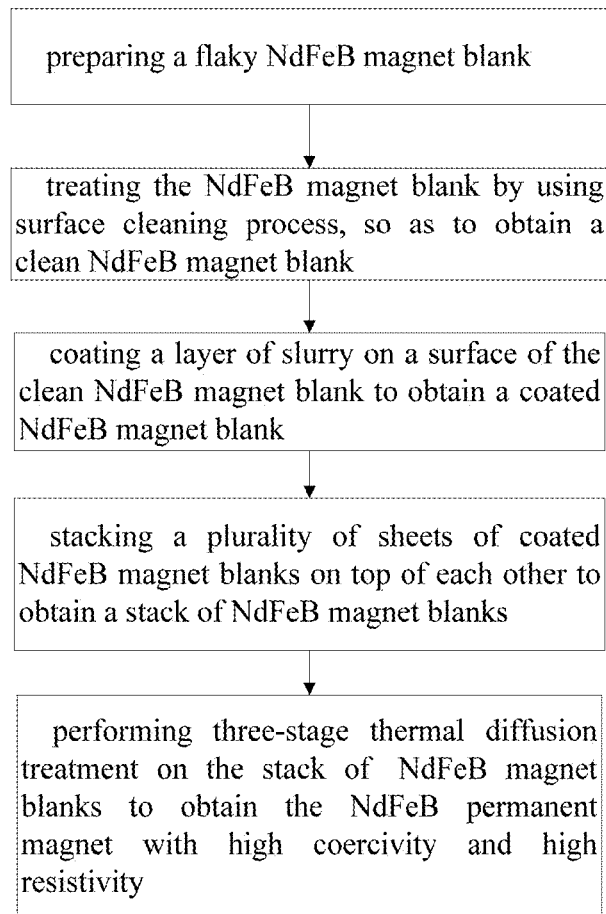 preparing a flaky NdFeB magnet blank
treating the NdFeB magnet blank by using
surface cleaning process, so as to obtain a
clean NdFeB magnet blank
coating a layer of slurry on a surface of the
clean NdFeB magnet blank to obtain a coated
NdFeB magnet blank
stacking a plurality of sheets of coated
NdFeB magnet blanks on top of each other to
obtain a stack of NdFeB magnet blanks
performing three-stage thermal diffusion
treatment on the stack of NdFeB magnet
blanks to obtain the NdFeB permanent
magnet with high coercivity and high
resistivity